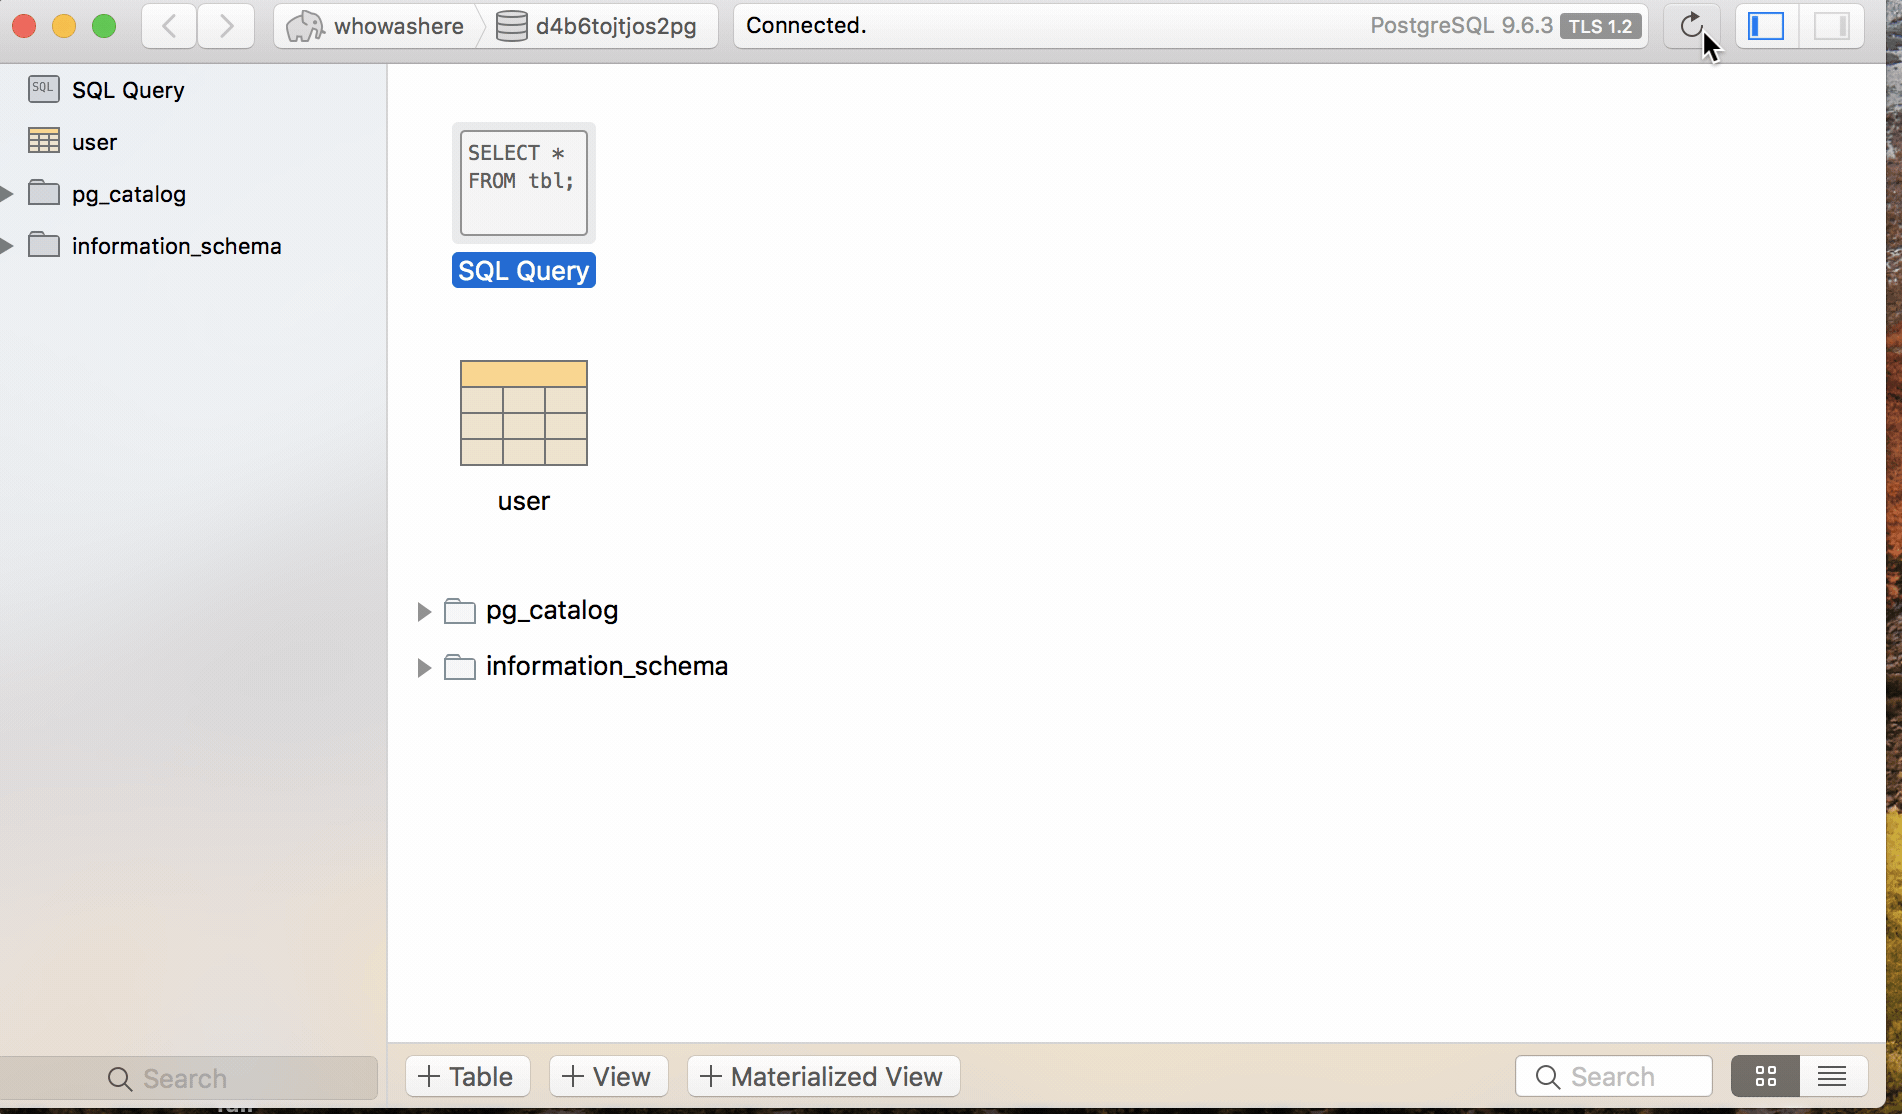 whowashere
d4b6tojtjos2pg
Connected.
PostgreSQL 9.6.3
TLS 1.2
SQL
SQL Query
user
pg_catalog
information_schema
Search
SELECT *
FROM tbl;
SQL Query
user
pg_catalog
information_schema
Table
View
Materialized View
Search